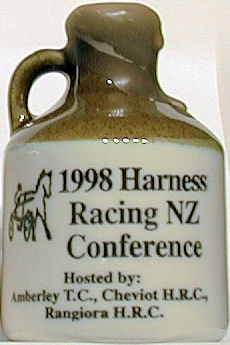 1998 Harness
Racing NZ
Conference
Hosted by:
Amberley T.C., Cheviot H.R.C.,
Rangiora H.R.C.